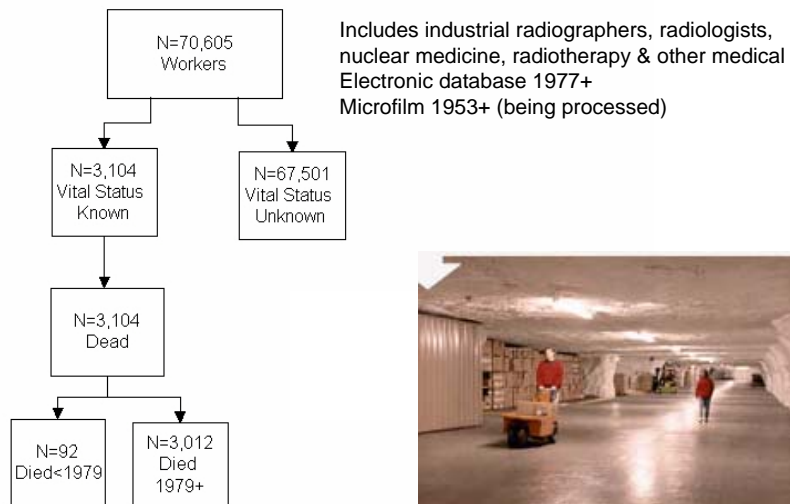 N=70,605
Workers
Includes industrial radiographers, radiologists,
nuclear medicine, radiotherapy & other medical
Electronic database 1977+
Microfilm 1953+ (being processed)
N=3,104
Vital Status
Known
N=67,501
Vital Status
Unknown
N=3,104
Dead
N=92
Died<1979
N=3,012
Died
1979+